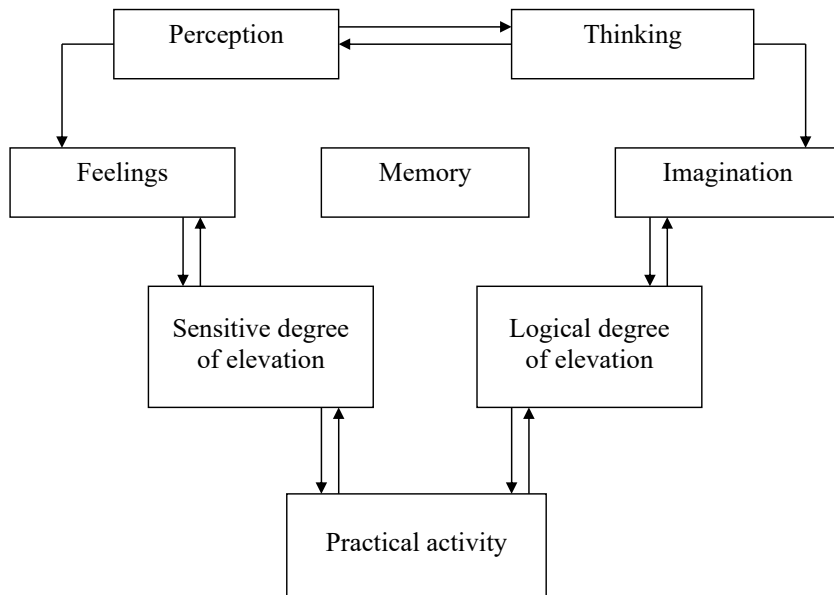 Perception
Thinking
Feelings
Memory
Imagination
Sensitive degree
of elevation
Logical degree
of elevation
Practical activity